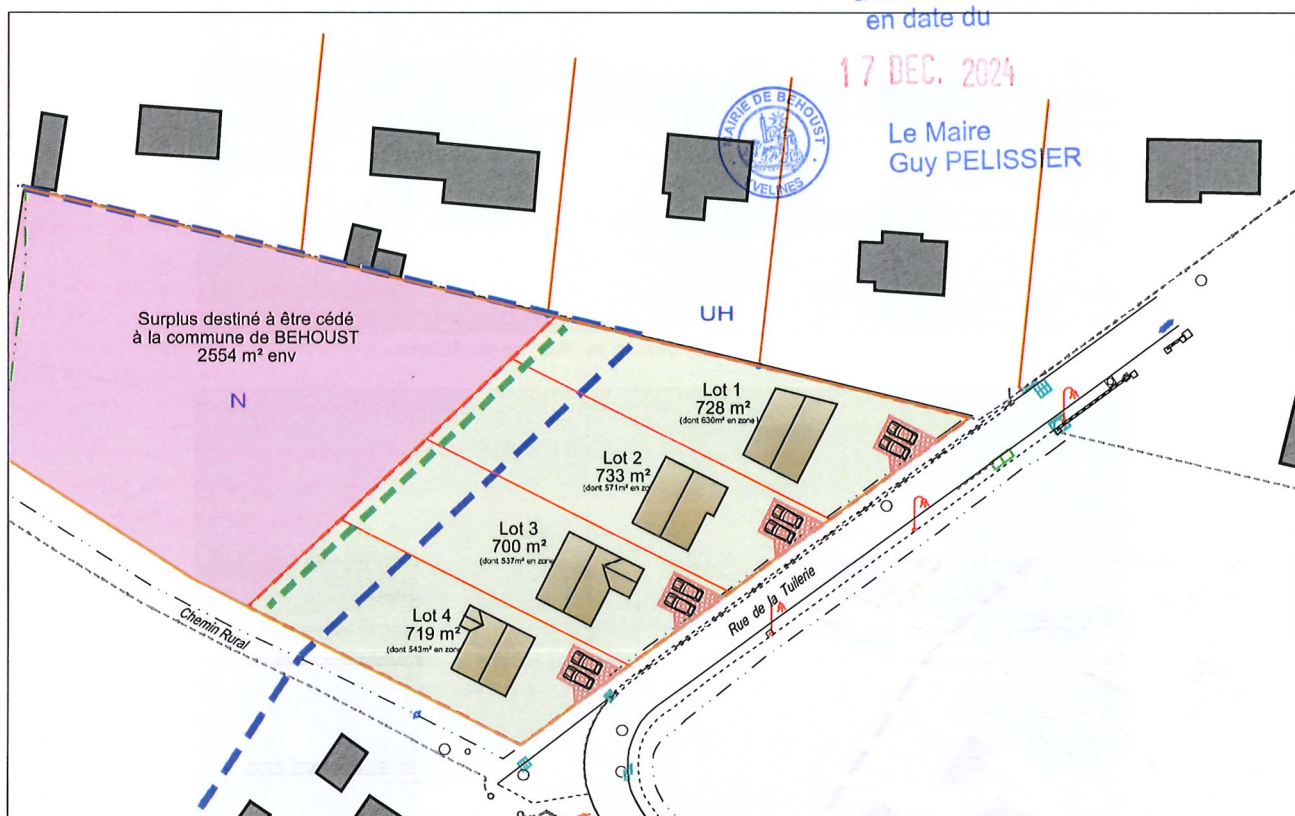 en date du
17 DEC. 2024
MAIRIE DE BEHOUST
YVELINES
Le Maire
Guy PELISSIER
UH
Surplus destiné à être cédé
à la commune de BEHOUST
2554 m² env
N
Lot 1
728 m²
(dont 630m² en zone
Lot 2
733 m²
(dont 571m² en zo
Lot 3
700 m²
(dont 537m² en zone
Lot 4
719 m²
(dont 543m² en zone
Rue de la Tuilerie
Chemin Rural